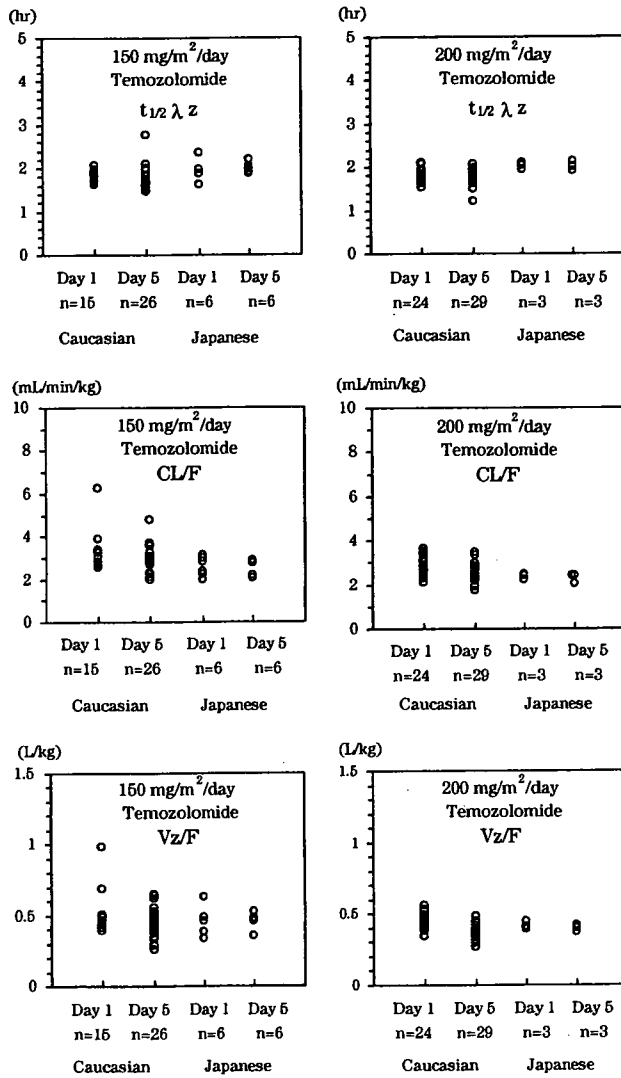 (hr)
5
4
3
2
1
0
150 mg/m²/day
Temozolomide
t1/2 λ z
Day 1 Day 5 Day 1 Day 5
n=15 n=26 n=6 n=6
Caucasian Japanese
(hr)
5
4
3
2
1
0
200 mg/m²/day
Temozolomide
t1/2 λ z
Day 1 Day 5 Day 1 Day 5
n=24 n=29 n=3 n=3
Caucasian Japanese
(mL/min/kg)
10
8
6
4
2
0
150 mg/m²/day
Temozolomide
CL/F
Day 1 Day 5 Day 1 Day 5
n=15 n=26 n=6 n=6
Caucasian Japanese
(mL/min/kg)
10
8
6
4
2
0
200 mg/m²/day
Temozolomide
CL/F
Day 1 Day 5 Day 1 Day 5
n=24 n=29 n=3 n=3
Caucasian Japanese
(L/kg)
1.5
1
0.5
0
150 mg/m²/day
Temozolomide
Vz/F
Day 1 Day 5 Day 1 Day 5
n=15 n=26 n=6 n=6
Caucasian Japanese
(L/kg)
1.5
1
0.5
0
200 mg/m²/day
Temozolomide
Vz/F
Day 1 Day 5 Day 1 Day 5
n=24 n=29 n=3 n=3
Caucasian Japanese